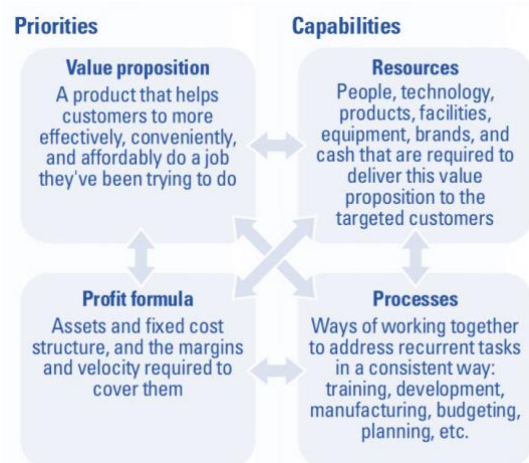 Priorities
Capabilities
Value proposition
A product that helps
customers to more
effectively, conveniently,
and affordably do a job
they've been trying to do
Resources
People, technology,
products, facilities,
equipment, brands, and
cash that are required to
deliver this value
proposition to the
targeted customers
Profit formula
Assets and fixed cost
structure, and the margins
and velocity required to
cover them
Processes
Ways of working together
to address recurrent tasks
in a consistent way:
training, development,
manufacturing, budgeting,
planning, etc.